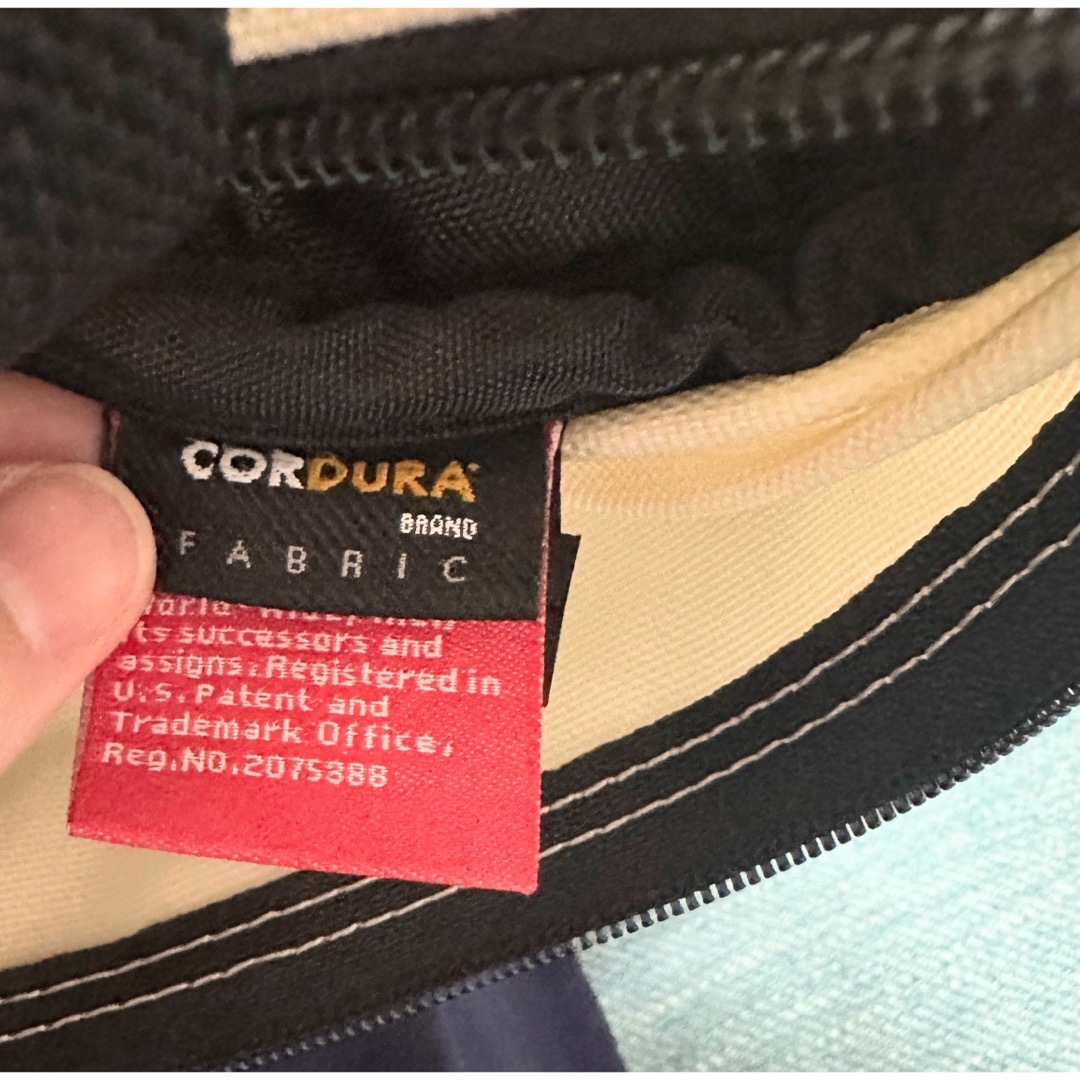 CORDURA
BRAND
FABRIC
its successors and
assigns. Registered in
U.S. Patent and
Trademark Office,
Reg.NO.2075388